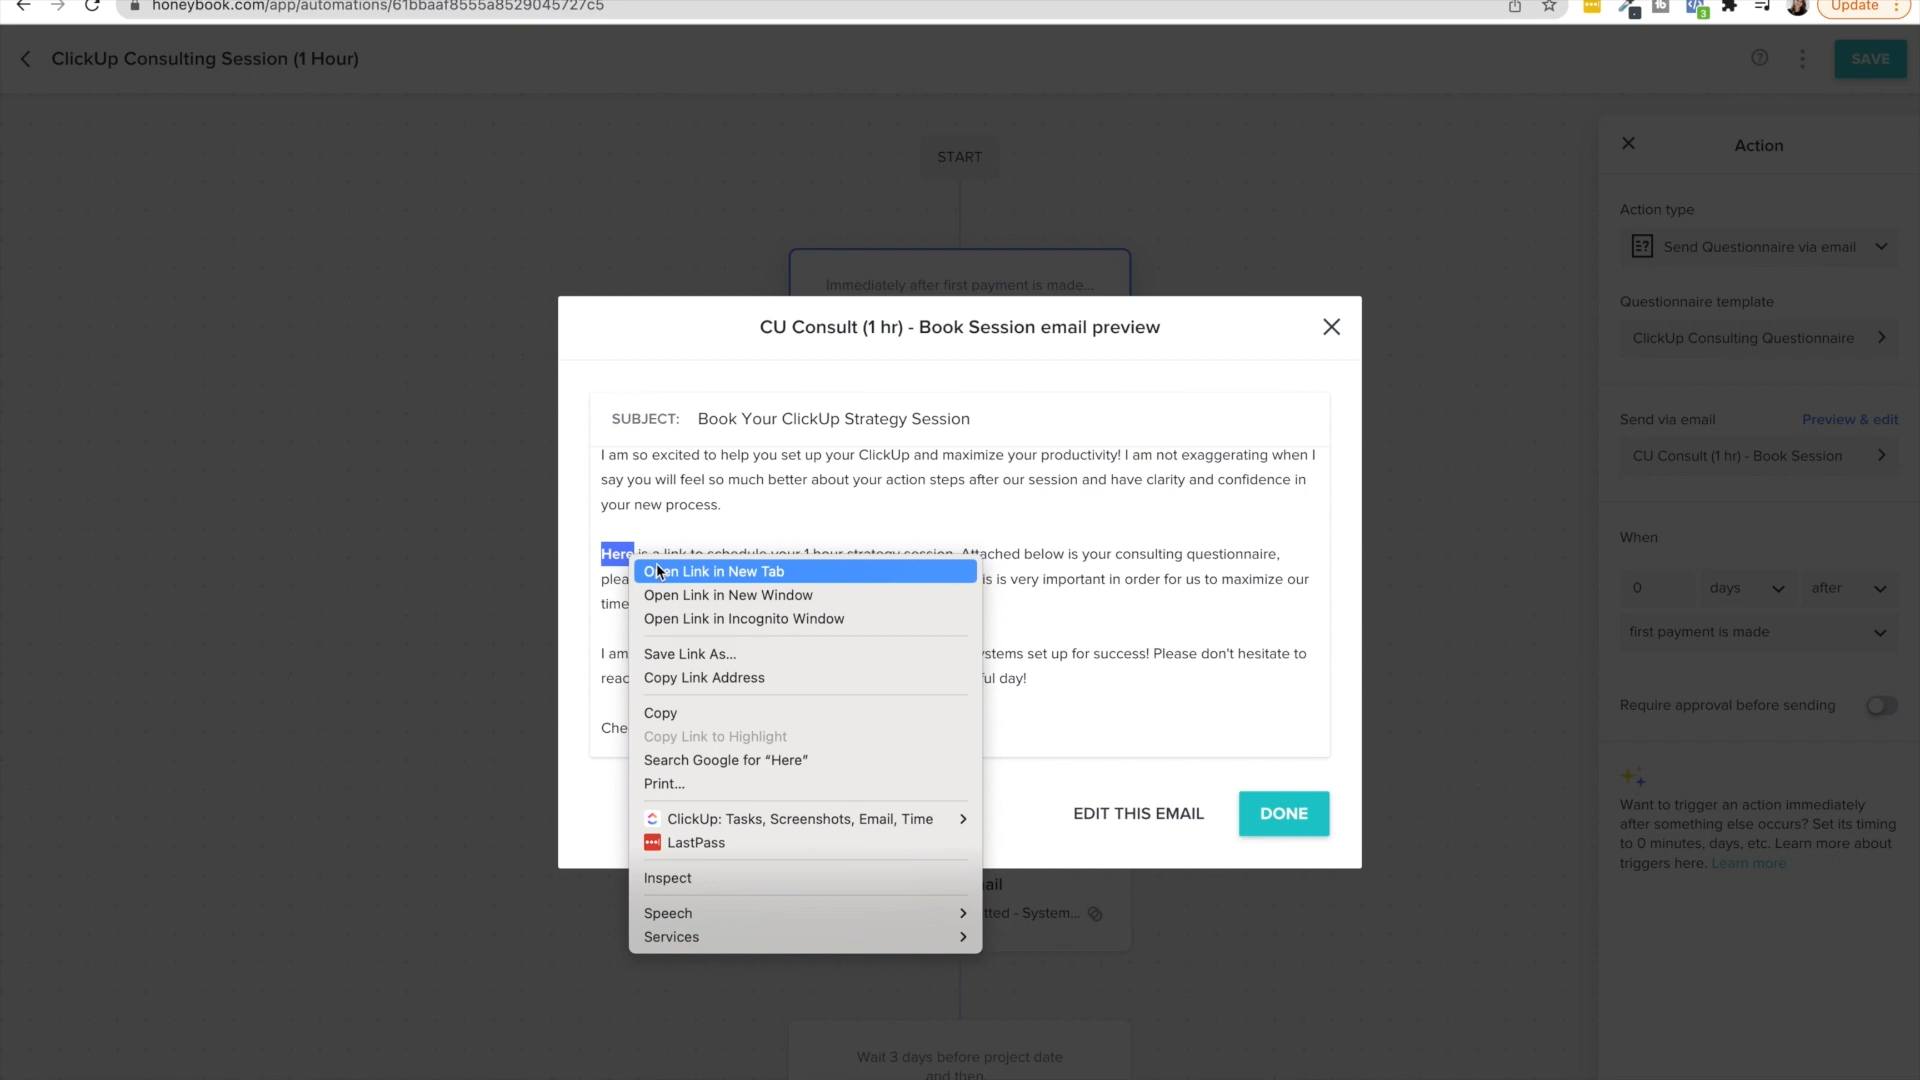 honeybook.com/app/automations/61bbaaf8555a8529045727c5
Update
3
ClickUp Consulting Session (1 Hour)
SAVE
START
Immediately after first payment is made...
CU Consult (1 hr) - Book Session email preview
SUBJECT: Book Your ClickUp Strategy Session
I am so excited to help you set up your ClickUp and maximize your productivity! I am not exaggerating when I
say you will feel so much better about your action steps after our session and have clarity and confidence in
your new process.
Here is a link to schedule your 1 hour strategy session. Attached below is your consulting questionnaire,
plea is is very important in order for us to maximize our
time
I am ystems set up for success! Please don't hesitate to
reac ful day!
Che
Open Link in New Tab
Open Link in New Window
Open Link in Incognito Window
Save Link As...
Copy Link Address
Copy
Copy Link to Highlight
Search Google for “Here”
Print...
ClickUp: Tasks, Screenshots, Email, Time
LastPass
Inspect
Speech
Services
EDIT THIS EMAIL
DONE
ail
tted - System...
Wait 3 days before project date
and then
Action
Action type
Send Questionnaire via email
Questionnaire template
ClickUp Consulting Questionnaire
Send via email Preview & edit
CU Consult (1 hr) - Book Session
When
0 days after
first payment is made
Require approval before sending
Want to trigger an action immediately
after something else occurs? Set its timing
to 0 minutes, days, etc. Learn more about
triggers here. Learn more